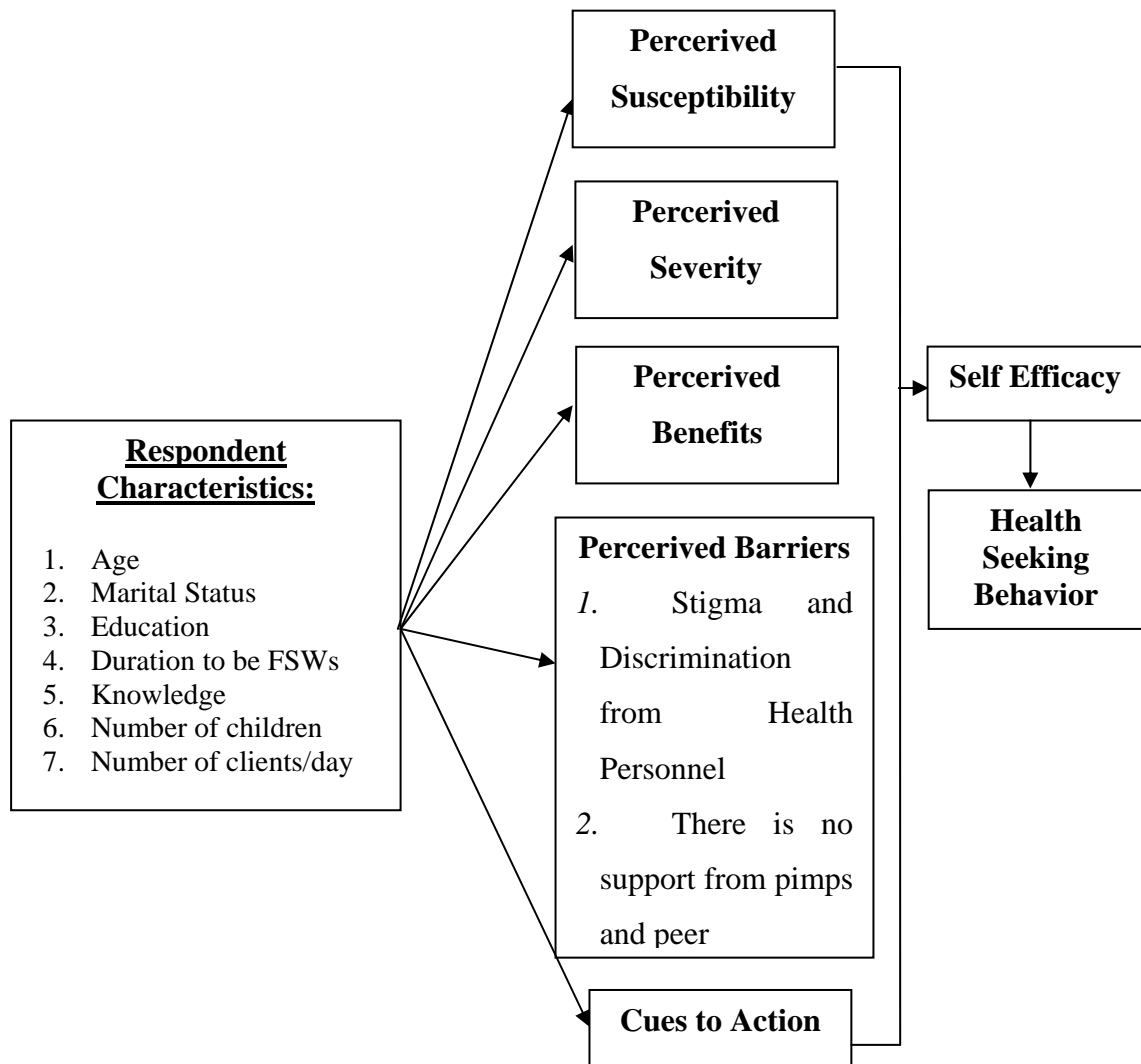 Percerived
Susceptibility
Percerived
Severity
Percerived
Benefits
Self Efficacy
Respondent
Characteristics:
1. Age
2. Marital Status
3. Education
4. Duration to be FSWs
5. Knowledge
6. Number of children
7. Number of clients/day
Percerived Barriers
1. Stigma and
Discrimination
from Health
Personnel
2. There is no
support from pimps
and peer
Health
Seeking
Behavior
Cues to Action